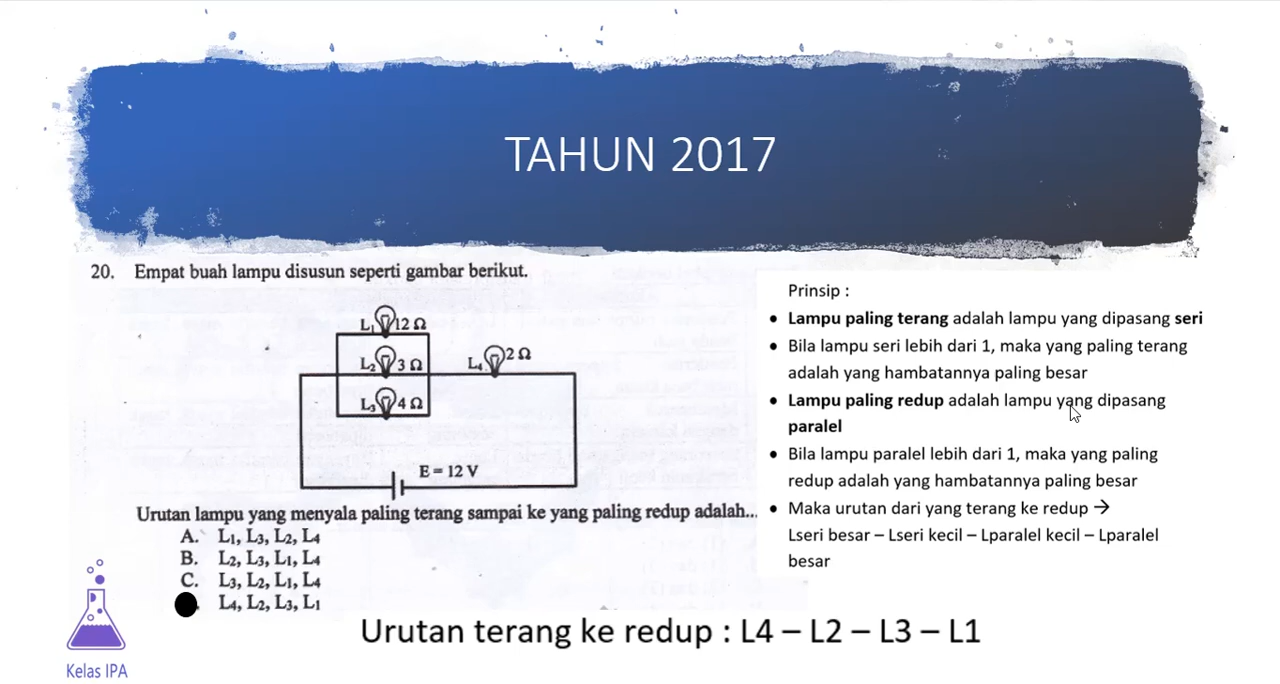 TAHUN 2017
20. Empat buah lampu disusun seperti gambar berikut.
L₁ 12 Ω
L₂ 3 Ω
L₃ 4 Ω
L₄ 2 Ω
E = 12 V
Urutan lampu yang menyala paling terang sampai ke yang paling redup adalah...
A. L₁, L₃, L₂, L₄
B. L₂, L₃, L₁, L₄
C. L₃, L₂, L₁, L₄
L₄, L₂, L₃, L₁
Prinsip :
• Lampu paling terang adalah lampu yang dipasang seri
• Bila lampu seri lebih dari 1, maka yang paling terang
adalah yang hambatannya paling besar
• Lampu paling redup adalah lampu yang dipasang
paralel
• Bila lampu paralel lebih dari 1, maka yang paling
redup adalah yang hambatannya paling besar
• Maka urutan dari yang terang ke redup →
Lseri besar – Lseri kecil – Lparalel kecil – Lparalel
besar
Urutan terang ke redup : L4 – L2 – L3 – L1
Kelas IPA